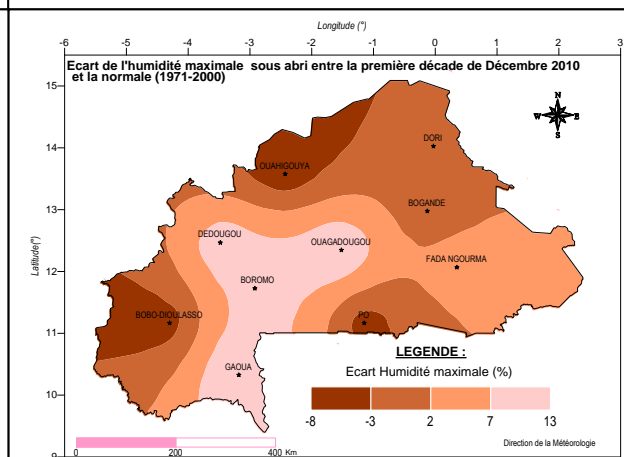 Longitude (°)
-6 -5 -4 -3 -2 -1 0 1 2 3
Ecart de l'humidité maximale sous abri entre la première décade de Décembre 2010
et la normale (1971-2000)
15
N
W E
S
DORI
14
OUAHIGOUYA
BOGANDE
13
DEDOUGOU
OUAGADOUGOU
Latitude(°)
FADA NGOURMA
12
BOROMO
BOBO-DIOULASSO
PO
11
LEGENDE :
GAOUA
Ecart Humidité maximale (%)
10
-8 -3 2 7 13
Direction de la Météorologie
0 200 400 Km
9